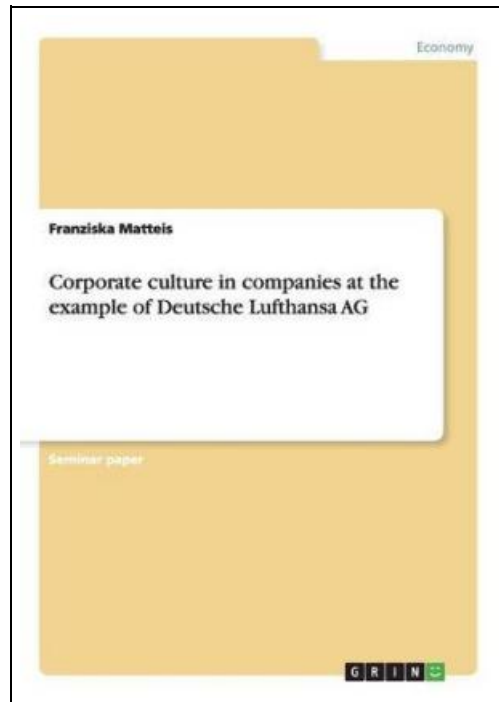 Economy
Franziska Matteis
Corporate culture in companies at the
example of Deutsche Lufthansa AG
Seminar paper
GRIN